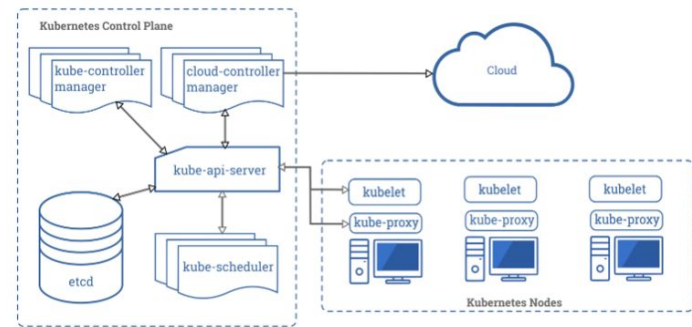 Kubernetes Control Plane
kube-controller
manager
cloud-controller
manager
Cloud
kube-api-server
etcd
kube-scheduler
kubelet
kube-proxy
kubelet
kube-proxy
kubelet
kube-proxy
Kubernetes Nodes